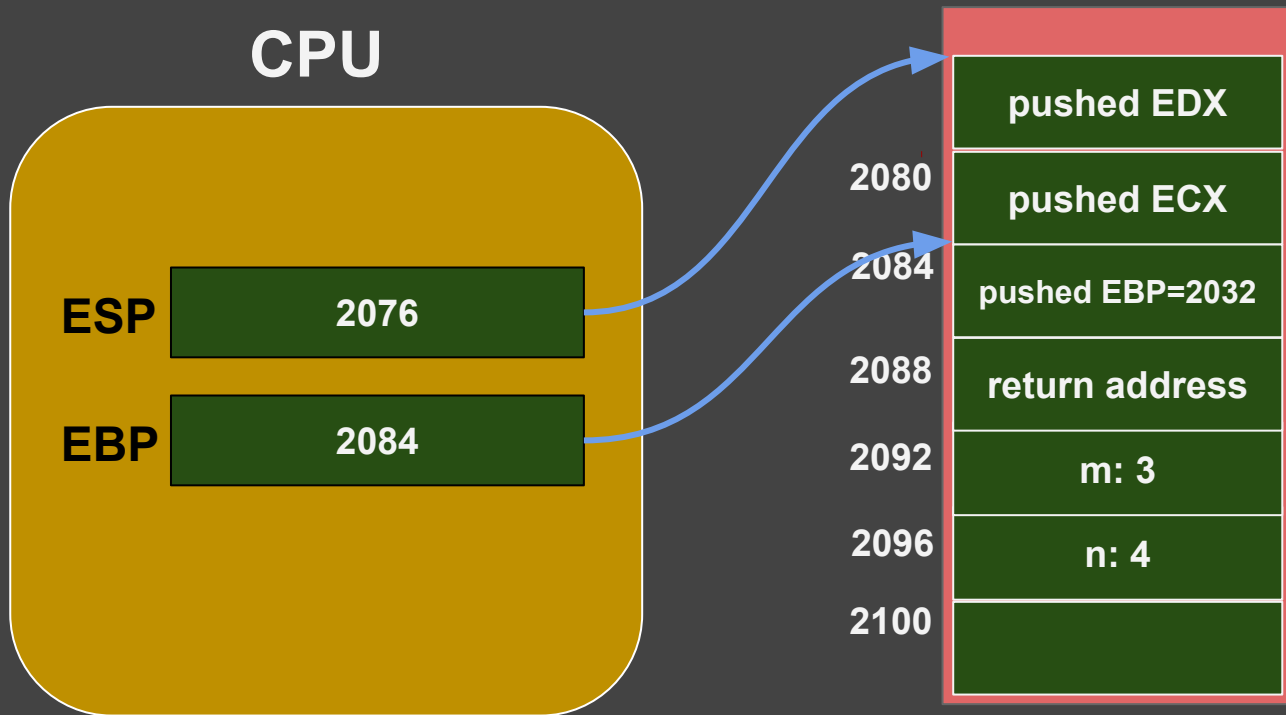 CPU
ESP
2076
EBP
2084
pushed EDX
2080
pushed ECX
2084
pushed EBP=2032
2088
return address
2092
m: 3
2096
n: 4
2100